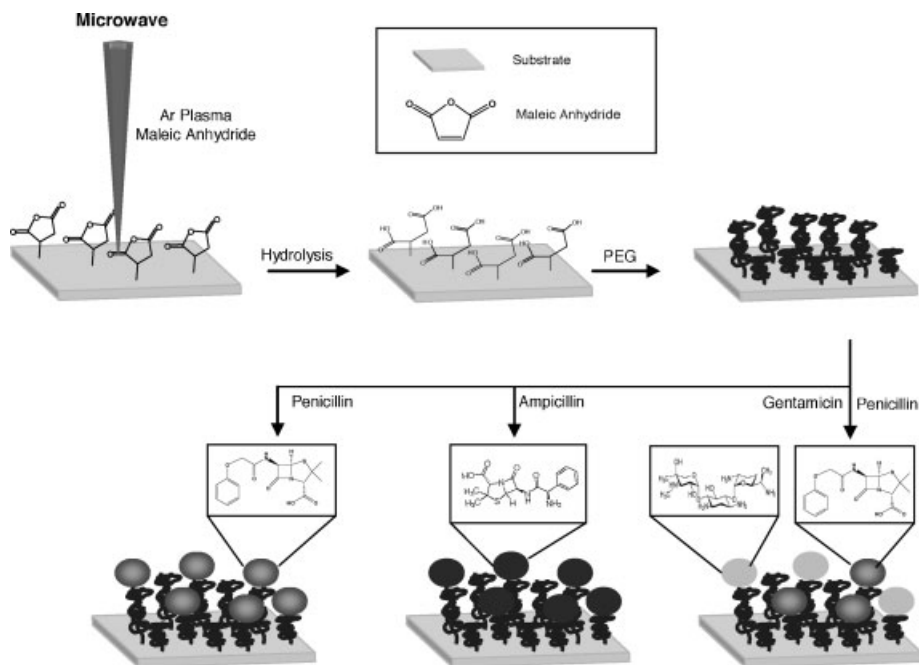 Microwave
Ar Plasma
Maleic Anhydride
Substrate
Maleic Anhydride
Hydrolysis
PEG
Penicillin
Ampicillin
Gentamicin
Penicillin